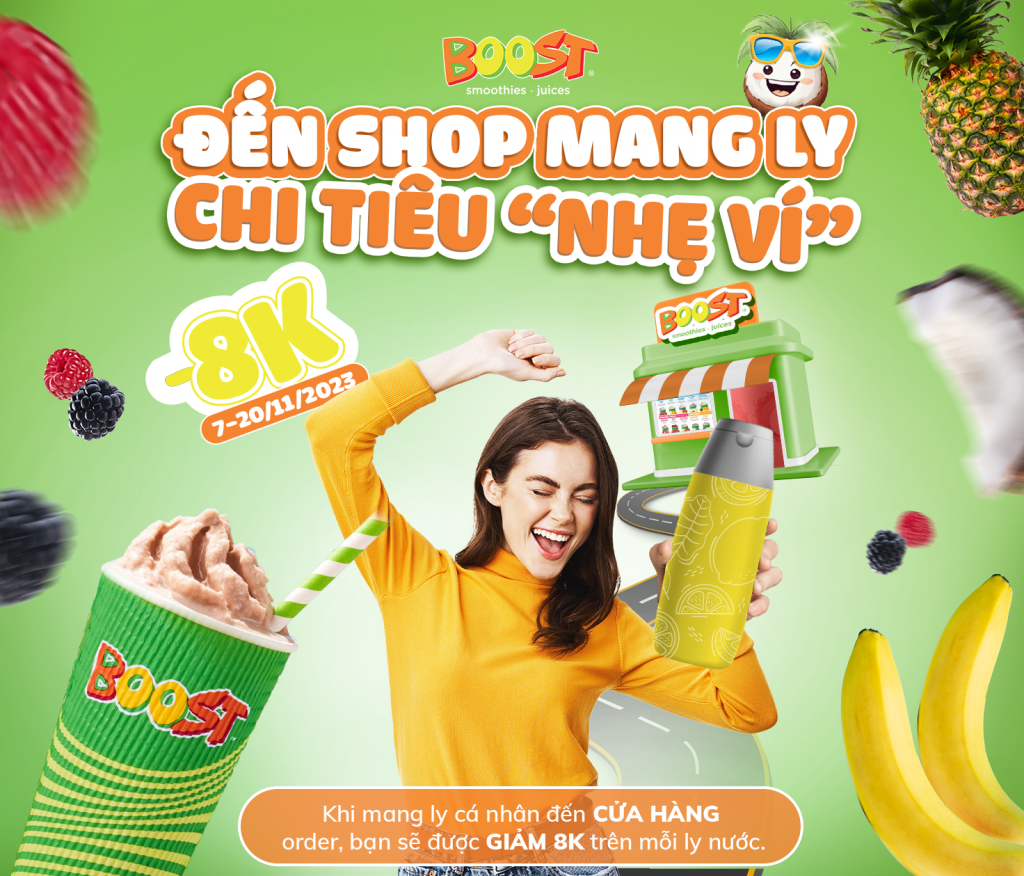 BOOST
smoothies · juices
ĐẾN SHOP MANG LY
CHI TIÊU “NHẸ VÍ”
-8K
7-20/11/2023
BOOST
smoothies · juices
BOOST
Khi mang ly cá nhân đến CỬA HÀNG
order, bạn sẽ được GIẢM 8K trên mỗi ly nước.